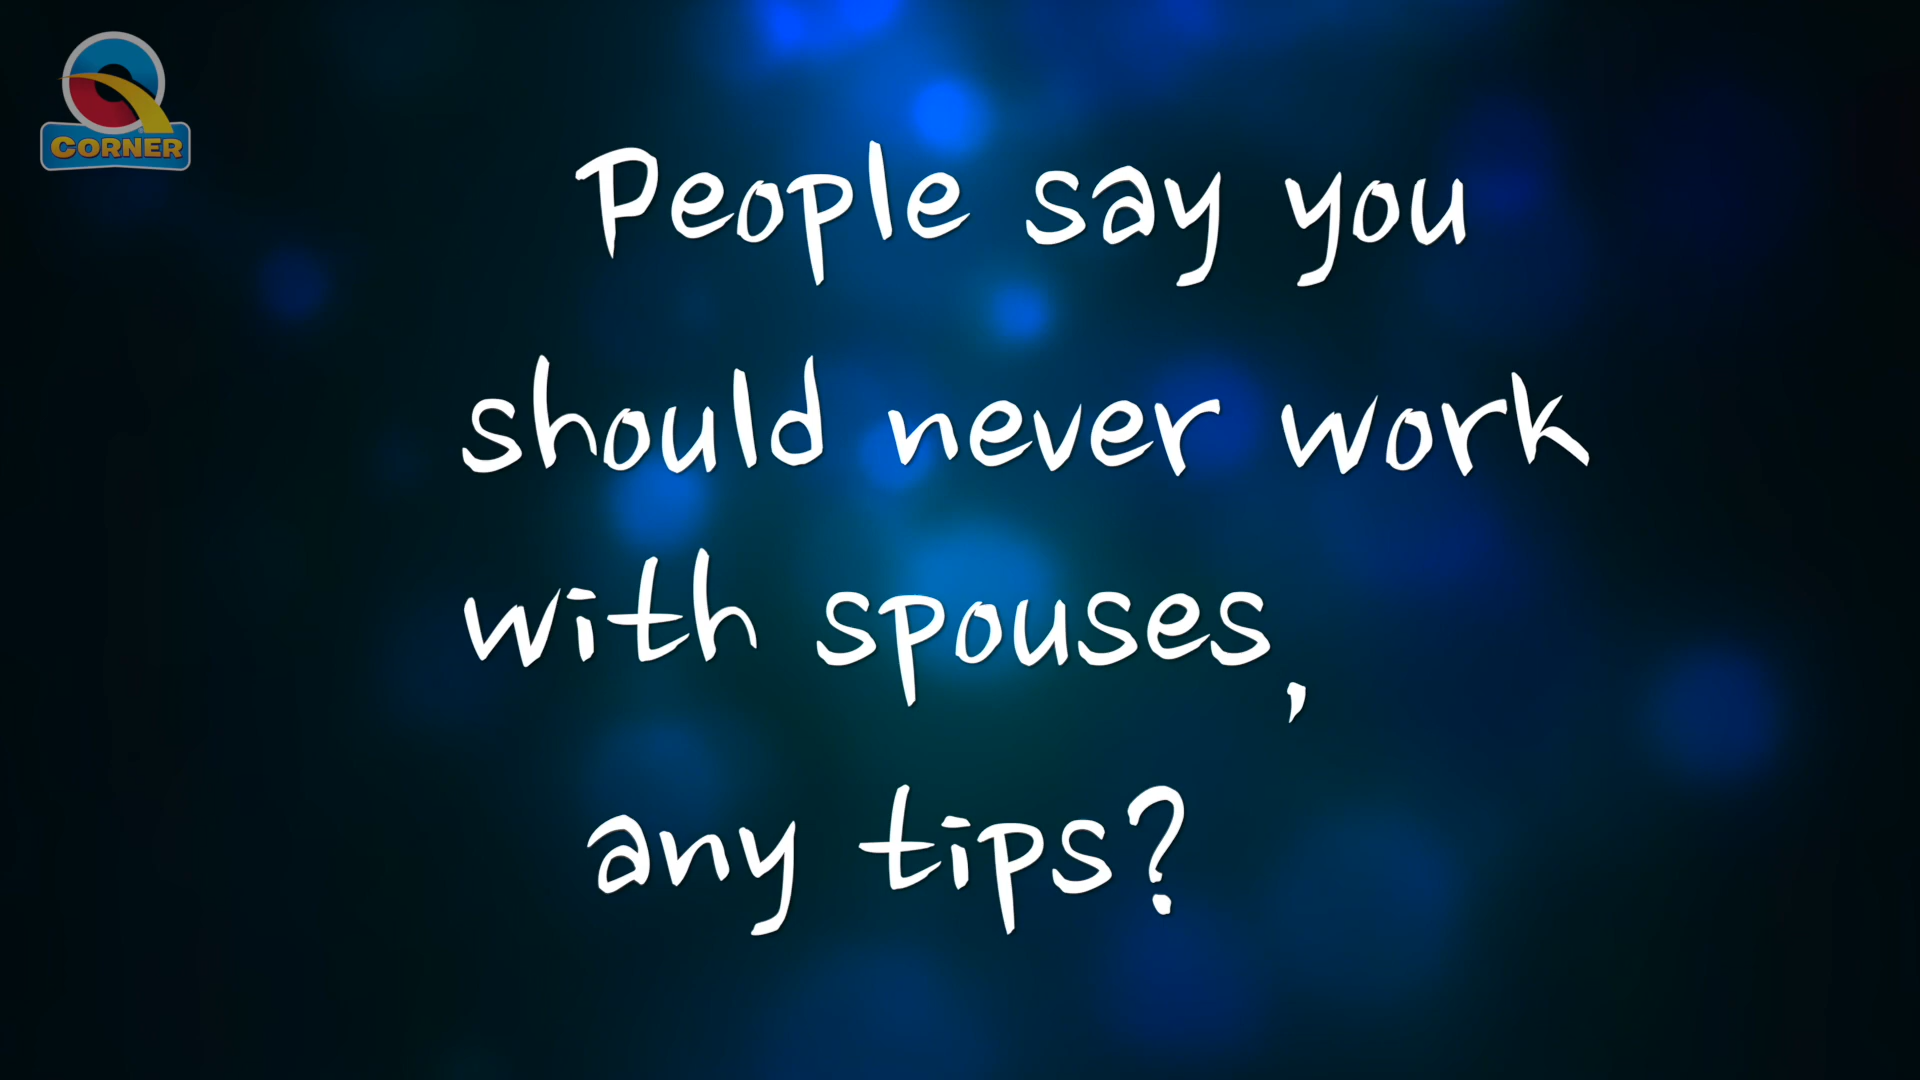 CORNER
People say you
should never work
with spouses,
any tips?